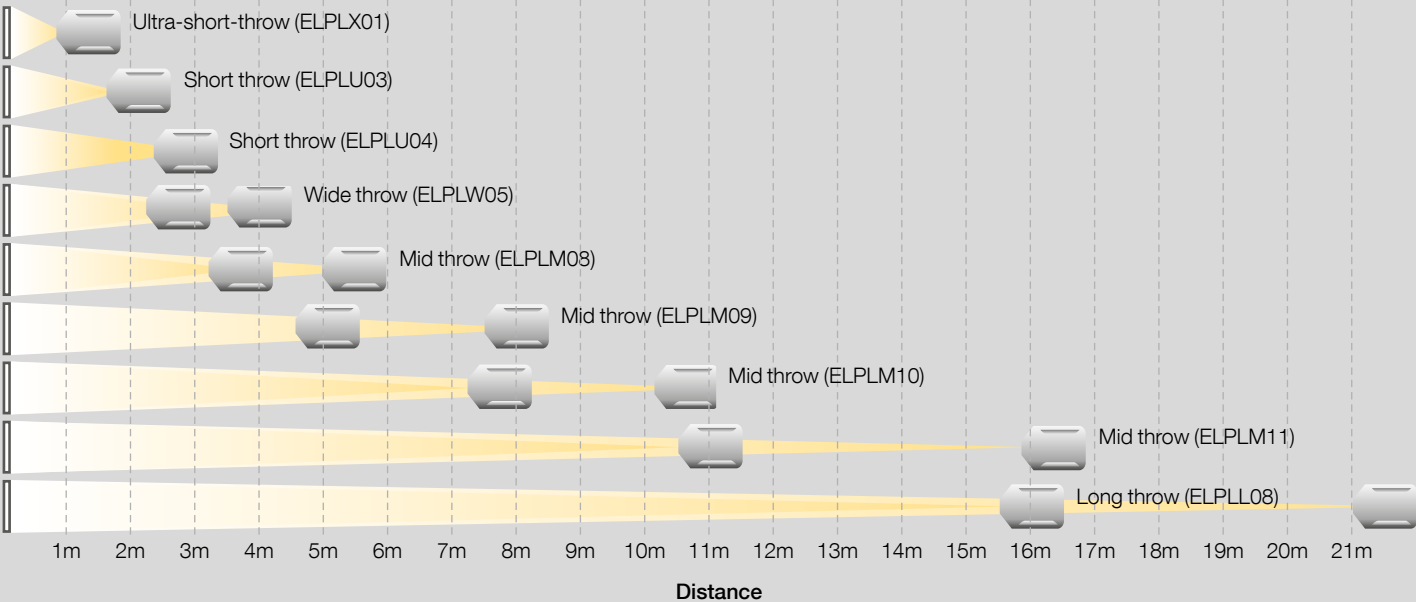 Ultra-short-throw (ELPLX01)
Short throw (ELPLU03)
Short throw (ELPLU04)
Wide throw (ELPLW05)
Mid throw (ELPLM08)
Mid throw (ELPLM09)
Mid throw (ELPLM10)
Mid throw (ELPLM11)
Long throw (ELPLL08)
1m 2m 3m 4m 5m 6m 7m 8m 9m 10m 11m 12m 13m 14m 15m 16m 17m 18m 19m 20m 21m
Distance